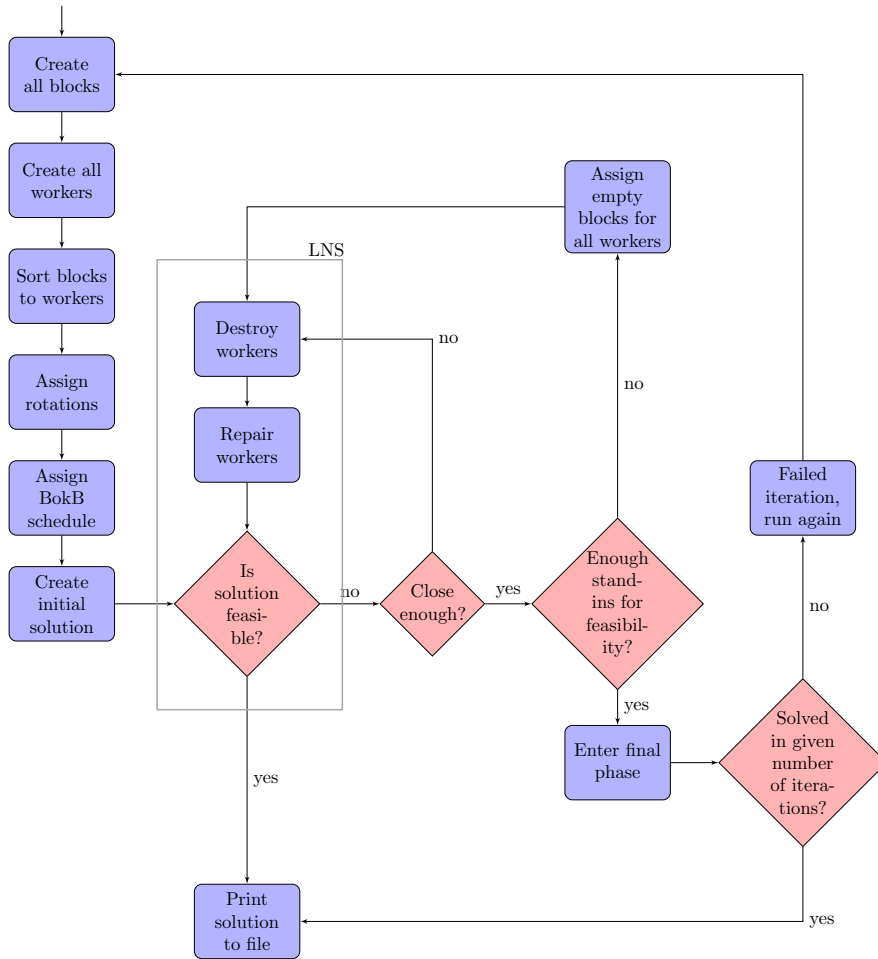 Create
all blocks
Create all
workers
Sort blocks
to workers
Assign
rotations
Assign
BokB
schedule
Create
initial
solution
LNS
Destroy
workers
Repair
workers
Is
solution
feasi-
ble?
no
Close
enough?
no
yes
Enough
stand-
ins for
feasibil-
ity?
no
Assign
empty
blocks for
all workers
yes
Enter final
phase
Solved
in given
number
of itera-
tions?
no
Failed
iteration,
run again
yes
yes
Print
solution
to file